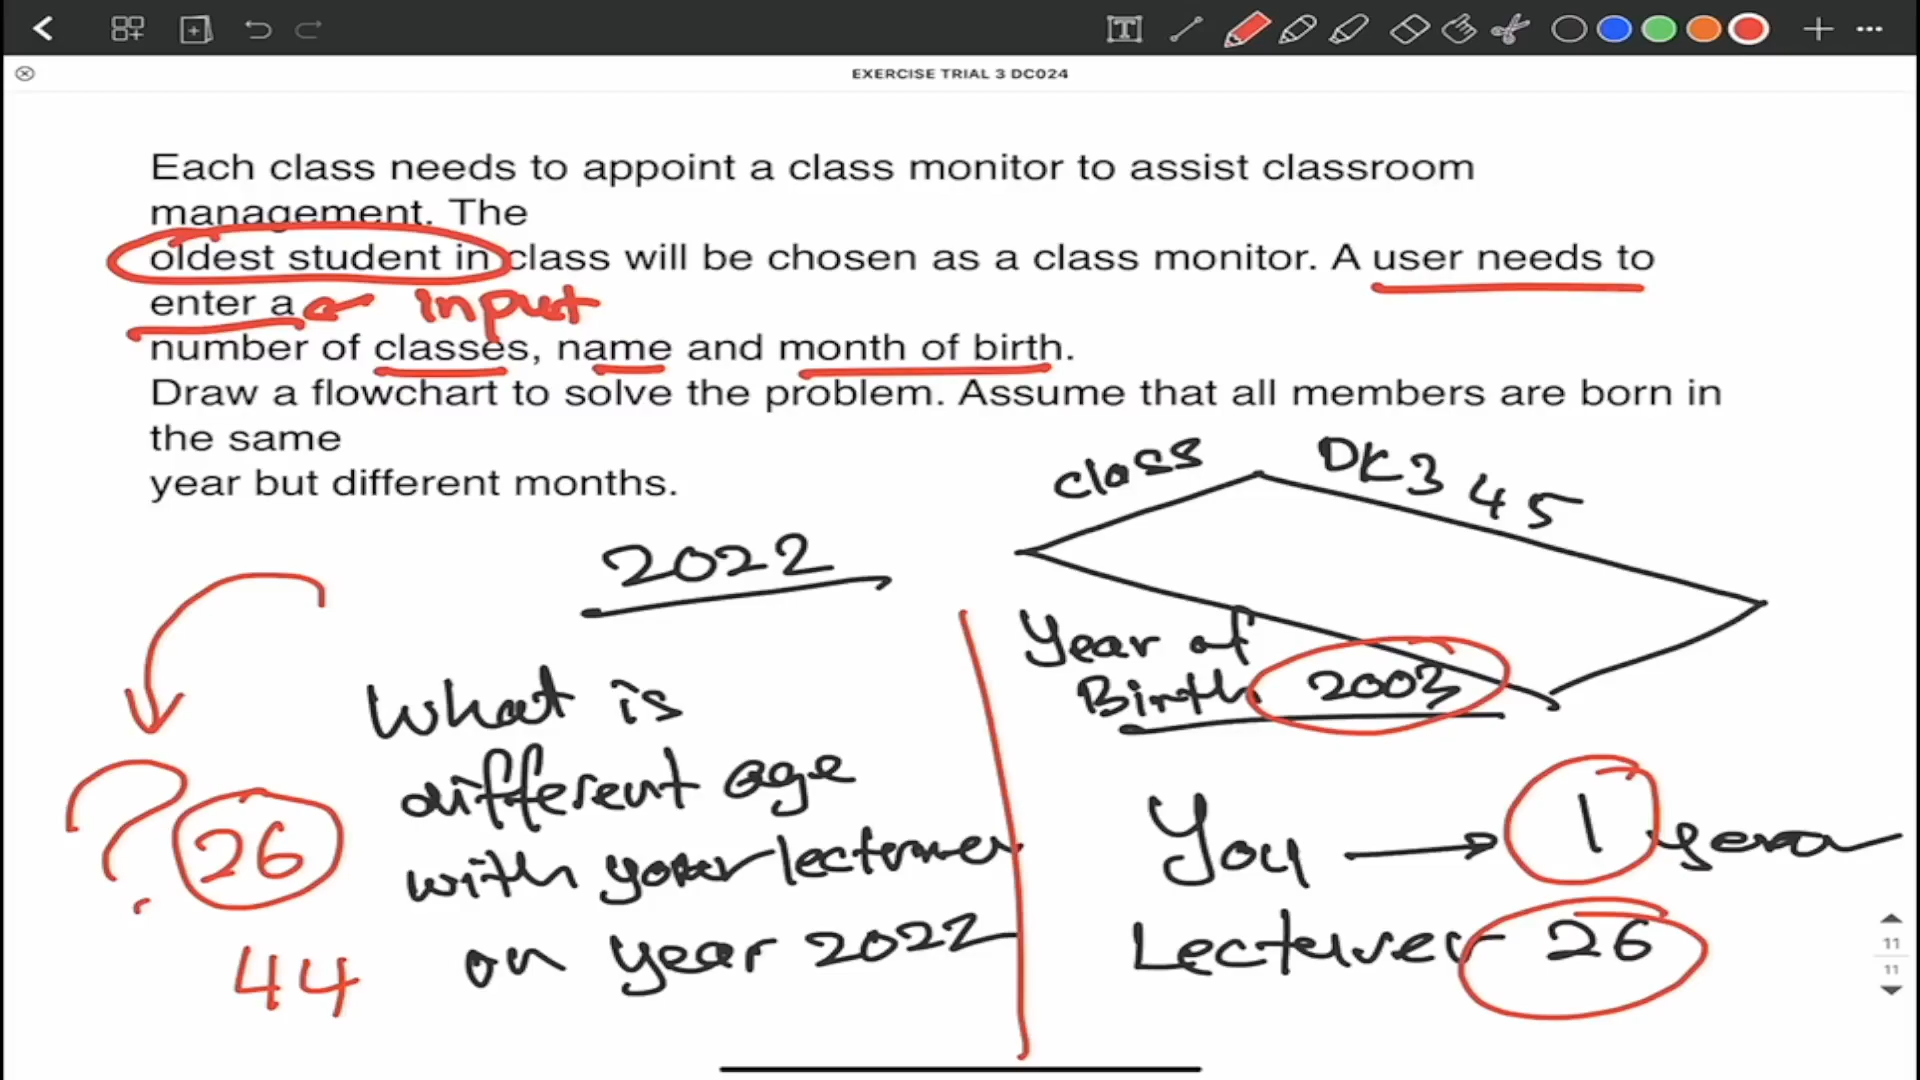 EXERCISE TRIAL 3 DC024
Each class needs to appoint a class monitor to assist classroom
management. The
oldest student in class will be chosen as a class monitor. A user needs to
enter a
Input
number of classes, name and month of birth.
Draw a flowchart to solve the problem. Assume that all members are born in
the same
year but different months.
class DK3 45
2022
Year of
Birth 2003
What is
different age
with your lecturer
on year 2022
?
26
44
You → 1
Lecturer 26
11
11